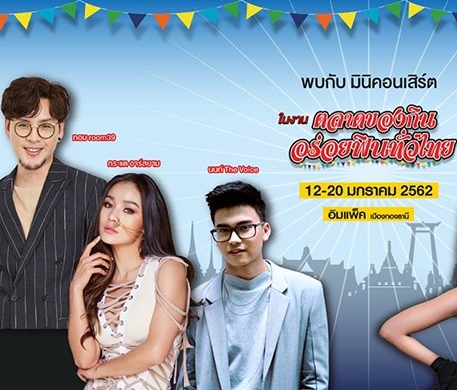 พบกับ มินิคอนเสิร์ต
ในงาน ตลาดของกิน
อร่อยฟินทั่วไทย
12-20 มกราคม 2562
อิมแพ็ค เมืองทองธานี
ทอม room39
กระแต อาร์สยาม
นนท์ The Voice